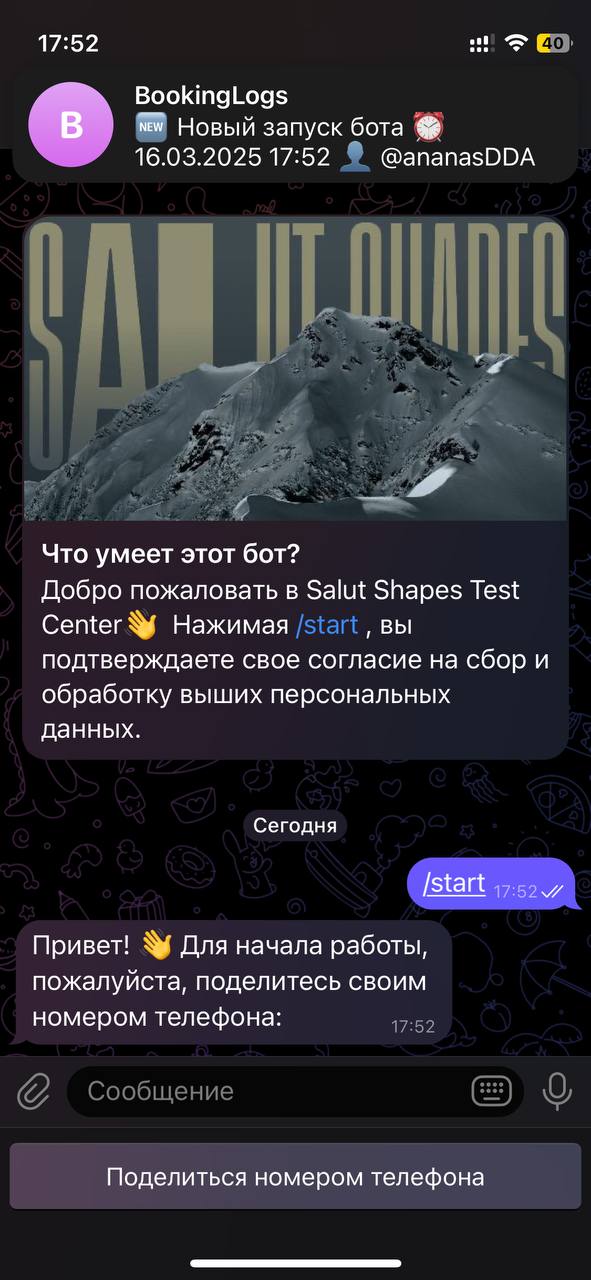 17:52
40
B
BookingLogs
🆕 Новый запуск бота ⏰
16.03.2025 17:52 👤 @ananasDDA
SALUT SHAPES
Что умеет этот бот?
Добро пожаловать в Salut Shapes Test
Center👋 Нажимая /start , вы
подтверждаете свое согласие на сбор и
обработку выших персональных
данных.
Сегодня
/start 17:52
Привет! 👋 Для начала работы,
пожалуйста, поделитесь своим
номером телефона:
17:52
Сообщение
Поделиться номером телефона